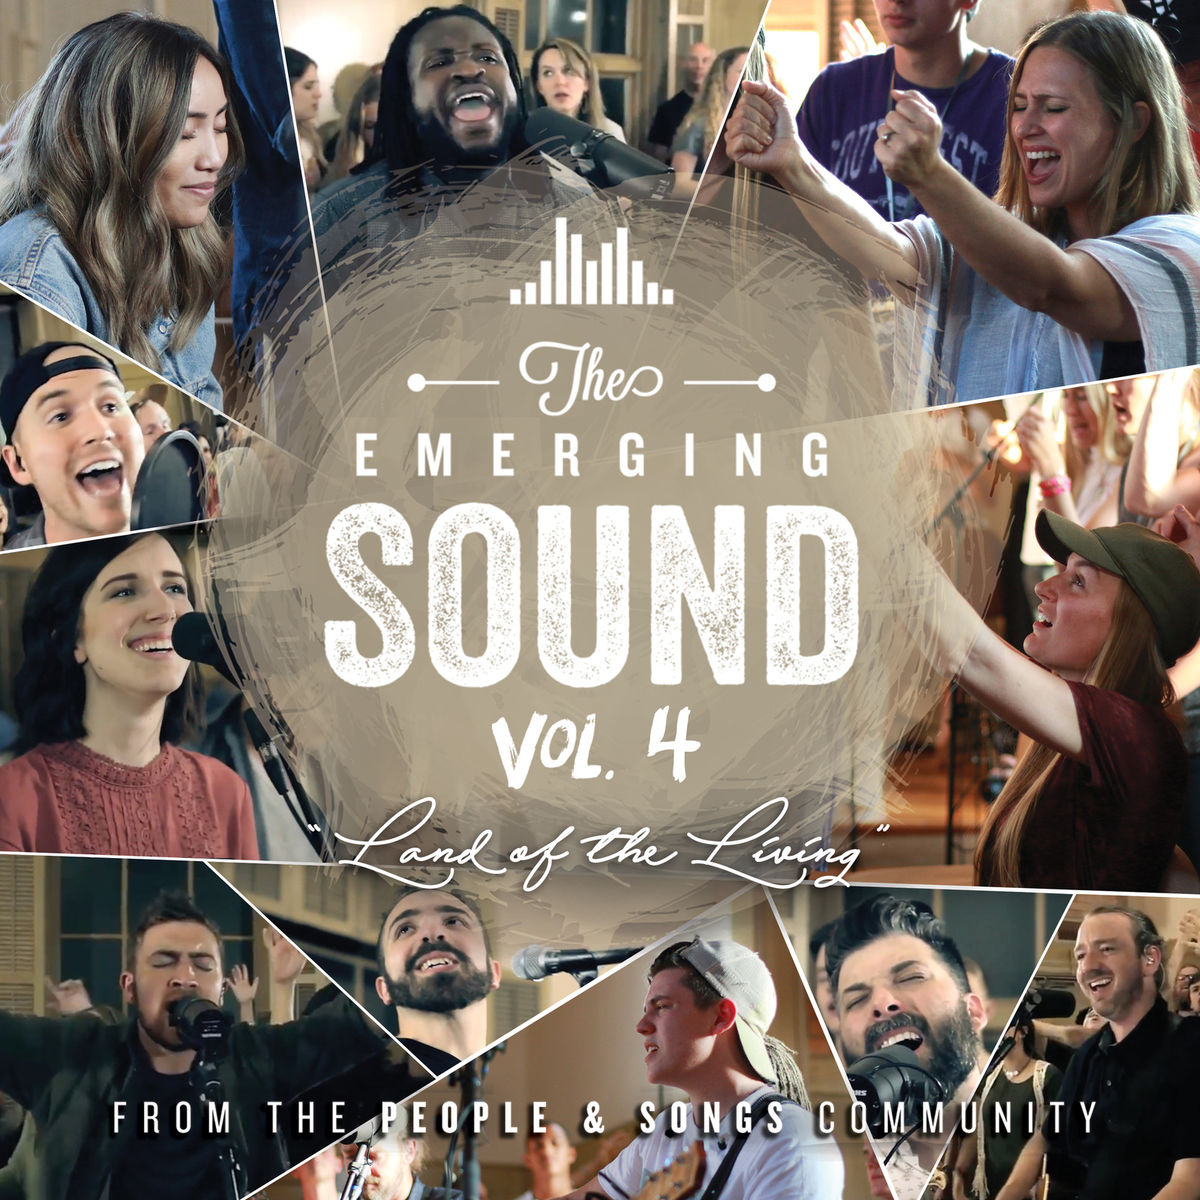 The
EMERGING
SOUND
VOL. 4
"Land of the Living"
FROM THE PEOPLE & SONGS COMMUNITY